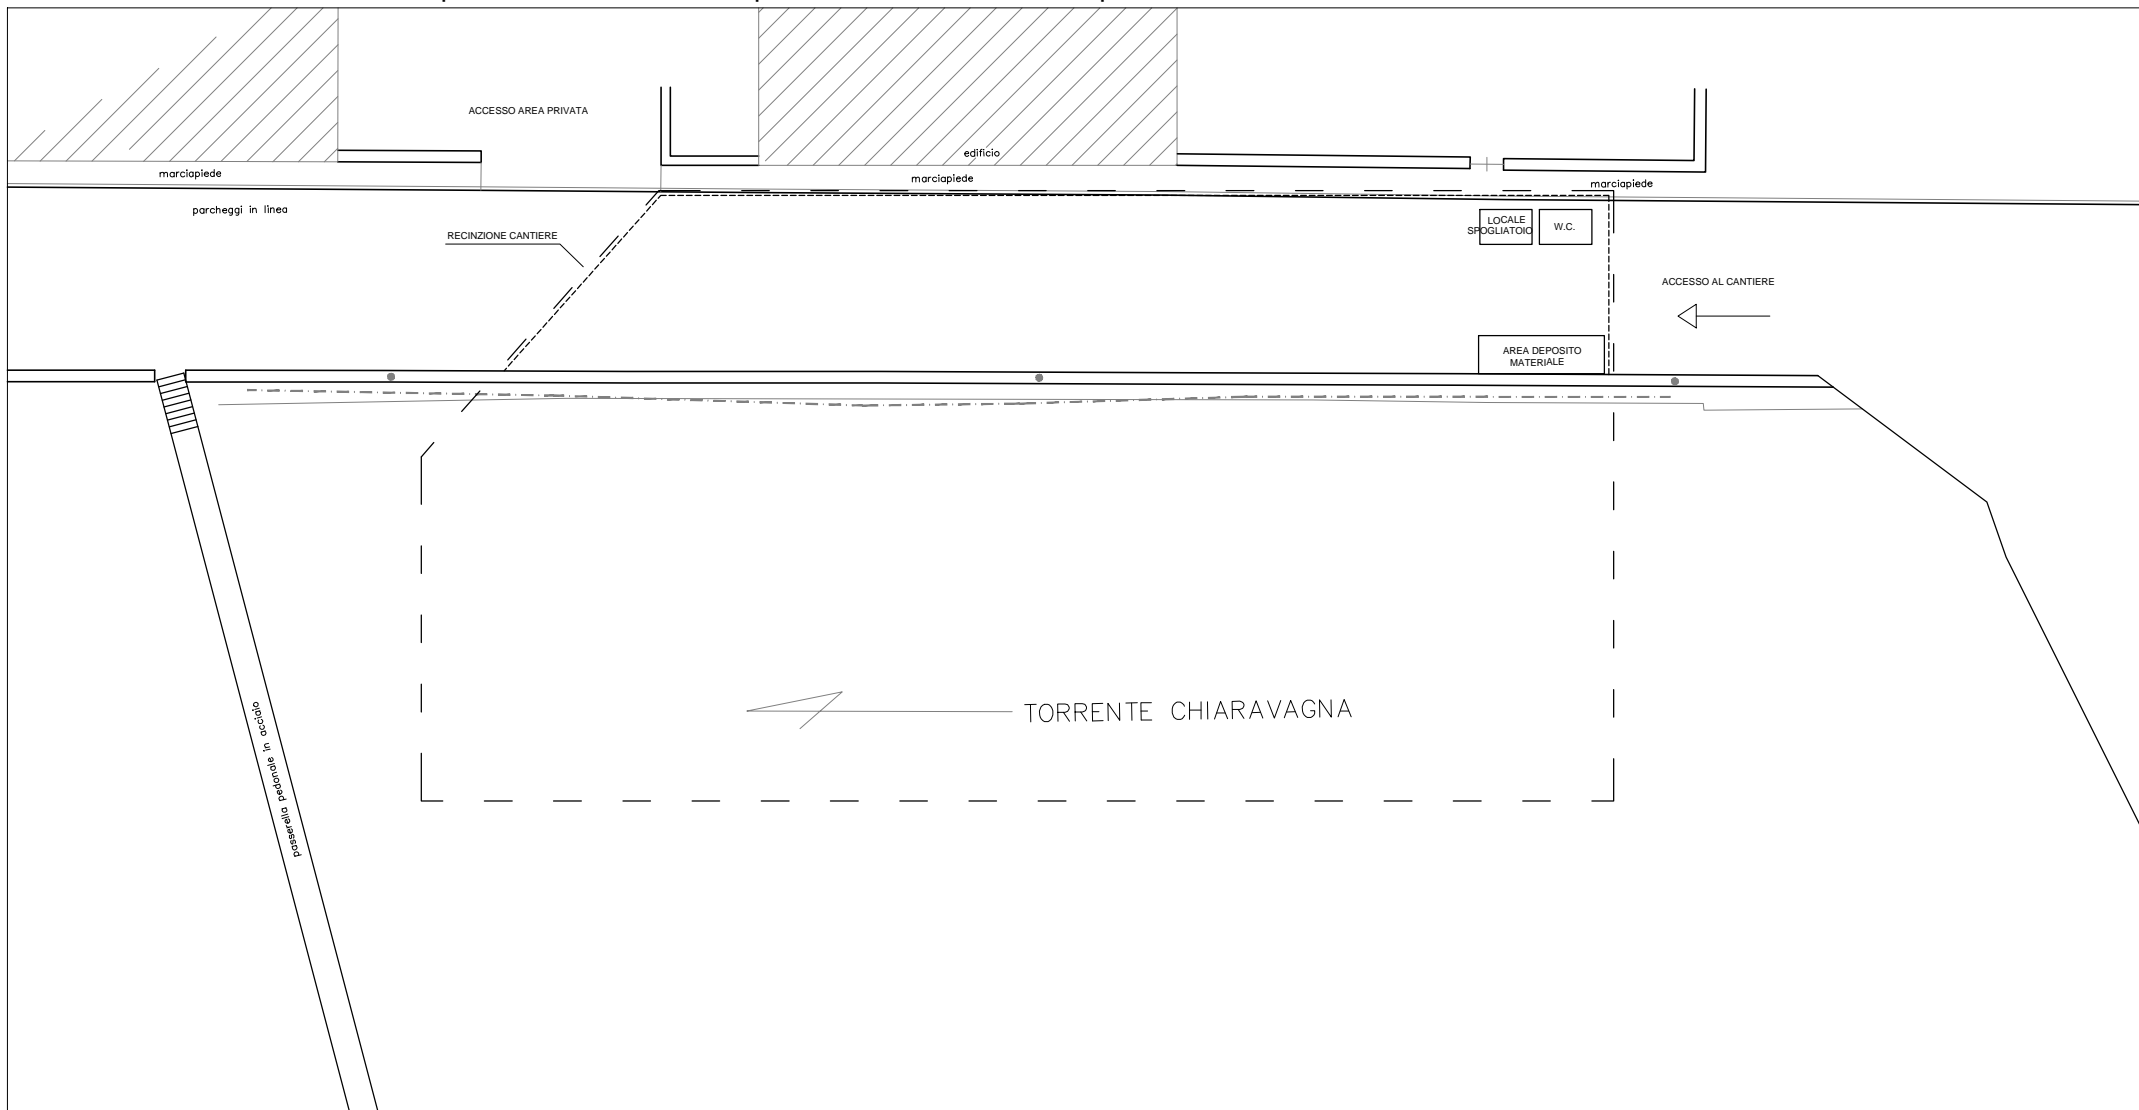 ACCESSO AREA PRIVATA
edificio
marciapiede
marciapiede
marciapiede
parcheggi in linea
LOCALE
SPOGLIATOIO
W.C.
RECINZIONE CANTIERE
ACCESSO AL CANTIERE
AREA DEPOSITO
MATERIALE
TORRENTE CHIARAVAGNA
paserella pedonale in acciaio